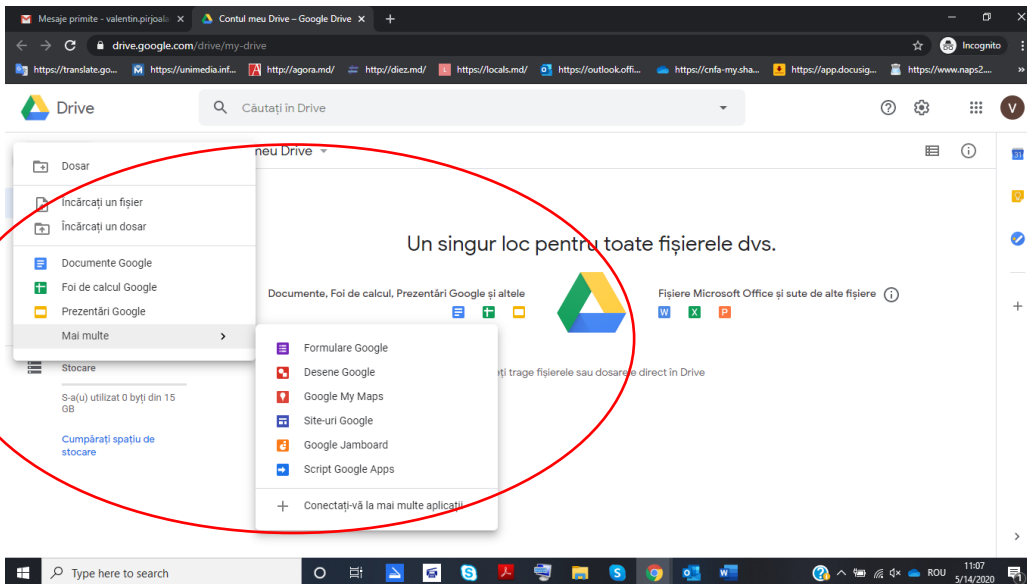 Mesaje primite - valentin.pirjoala
Contul meu Drive – Google Drive
drive.google.com/drive/my-drive
Incognito
https://translate.go...
https://unimedia.inf...
http://agora.md/
http://diez.md/
https://locals.md/
https://outlook.offi...
https://cnfa-my.sha...
https://app.docusig...
https://www.naps2....
Drive
Căutați în Drive
V
meu Drive
31
Dosar
Încărcați un fișier
Încărcați un dosar
Documente Google
Foi de calcul Google
Prezentări Google
Mai multe
Formulare Google
Desene Google
Google My Maps
Site-uri Google
Google Jamboard
Script Google Apps
Conectați-vă la mai multe aplicații
Stocare
S-a(u) utilizat 0 byți din 15
GB
Cumpărați spațiu de
stocare
Un singur loc pentru toate fișierele dvs.
Documente, Foi de calcul, Prezentări Google și altele
Fișiere Microsoft Office și sute de alte fișiere
W X P
ți trage fișierele sau dosarele direct în Drive
Type here to search
ROU
11:07
5/14/2020